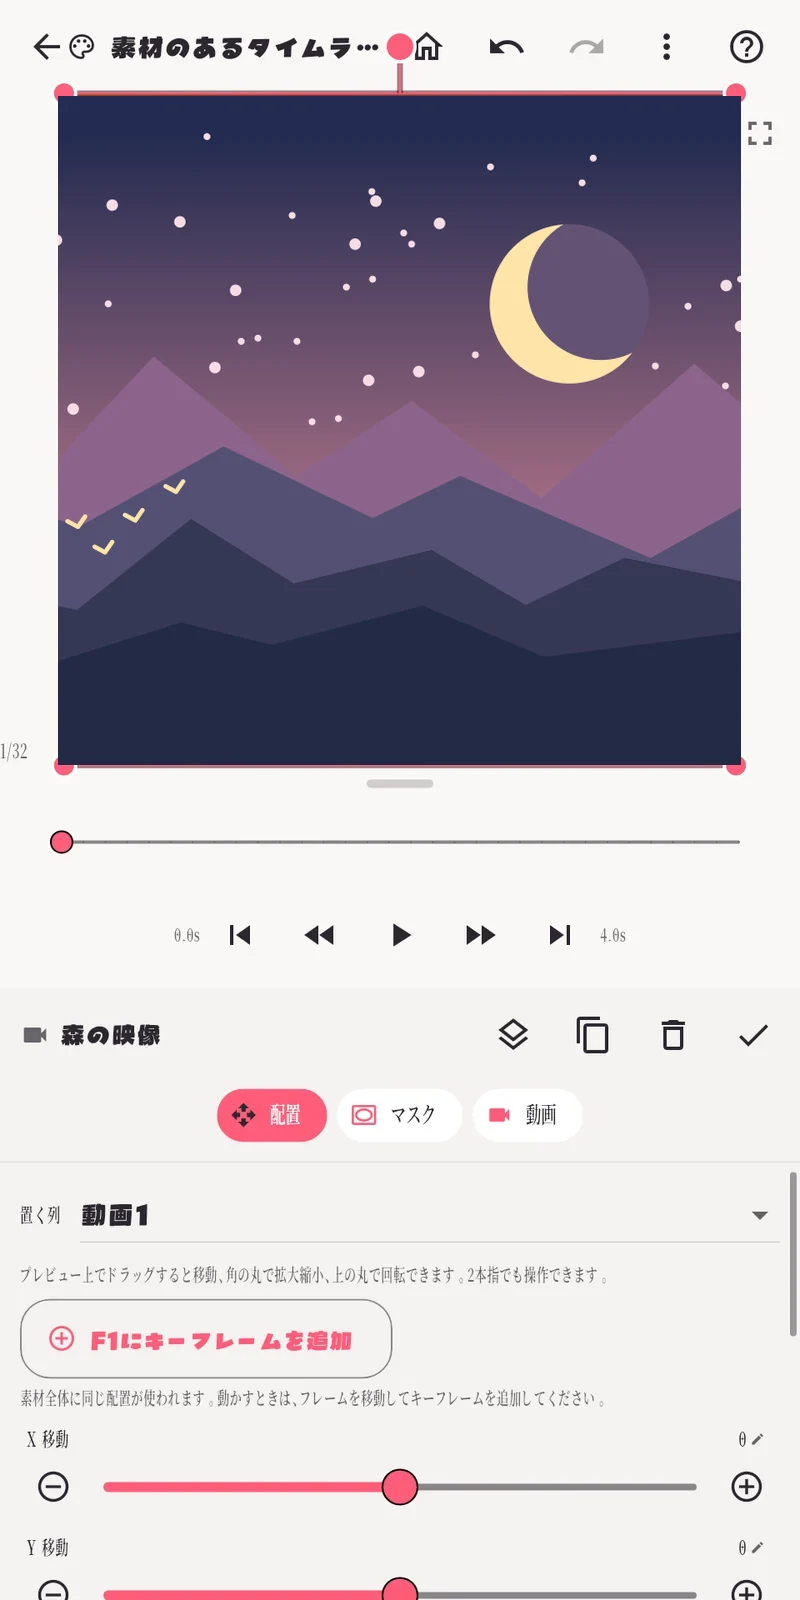 素材のあるタイムラ…
1/32
0.0s
4.0s
森の映像
配置
マスク
動画
置く列
動画1
プレビュー上でドラッグすると移動、角の丸で拡大縮小、上の丸で回転できます。2本指でも操作できます。
F1にキーフレームを追加
素材全体に同じ配置が使われます。動かすときは、フレームを移動してキーフレームを追加してください。
X 移動
0
Y 移動
0